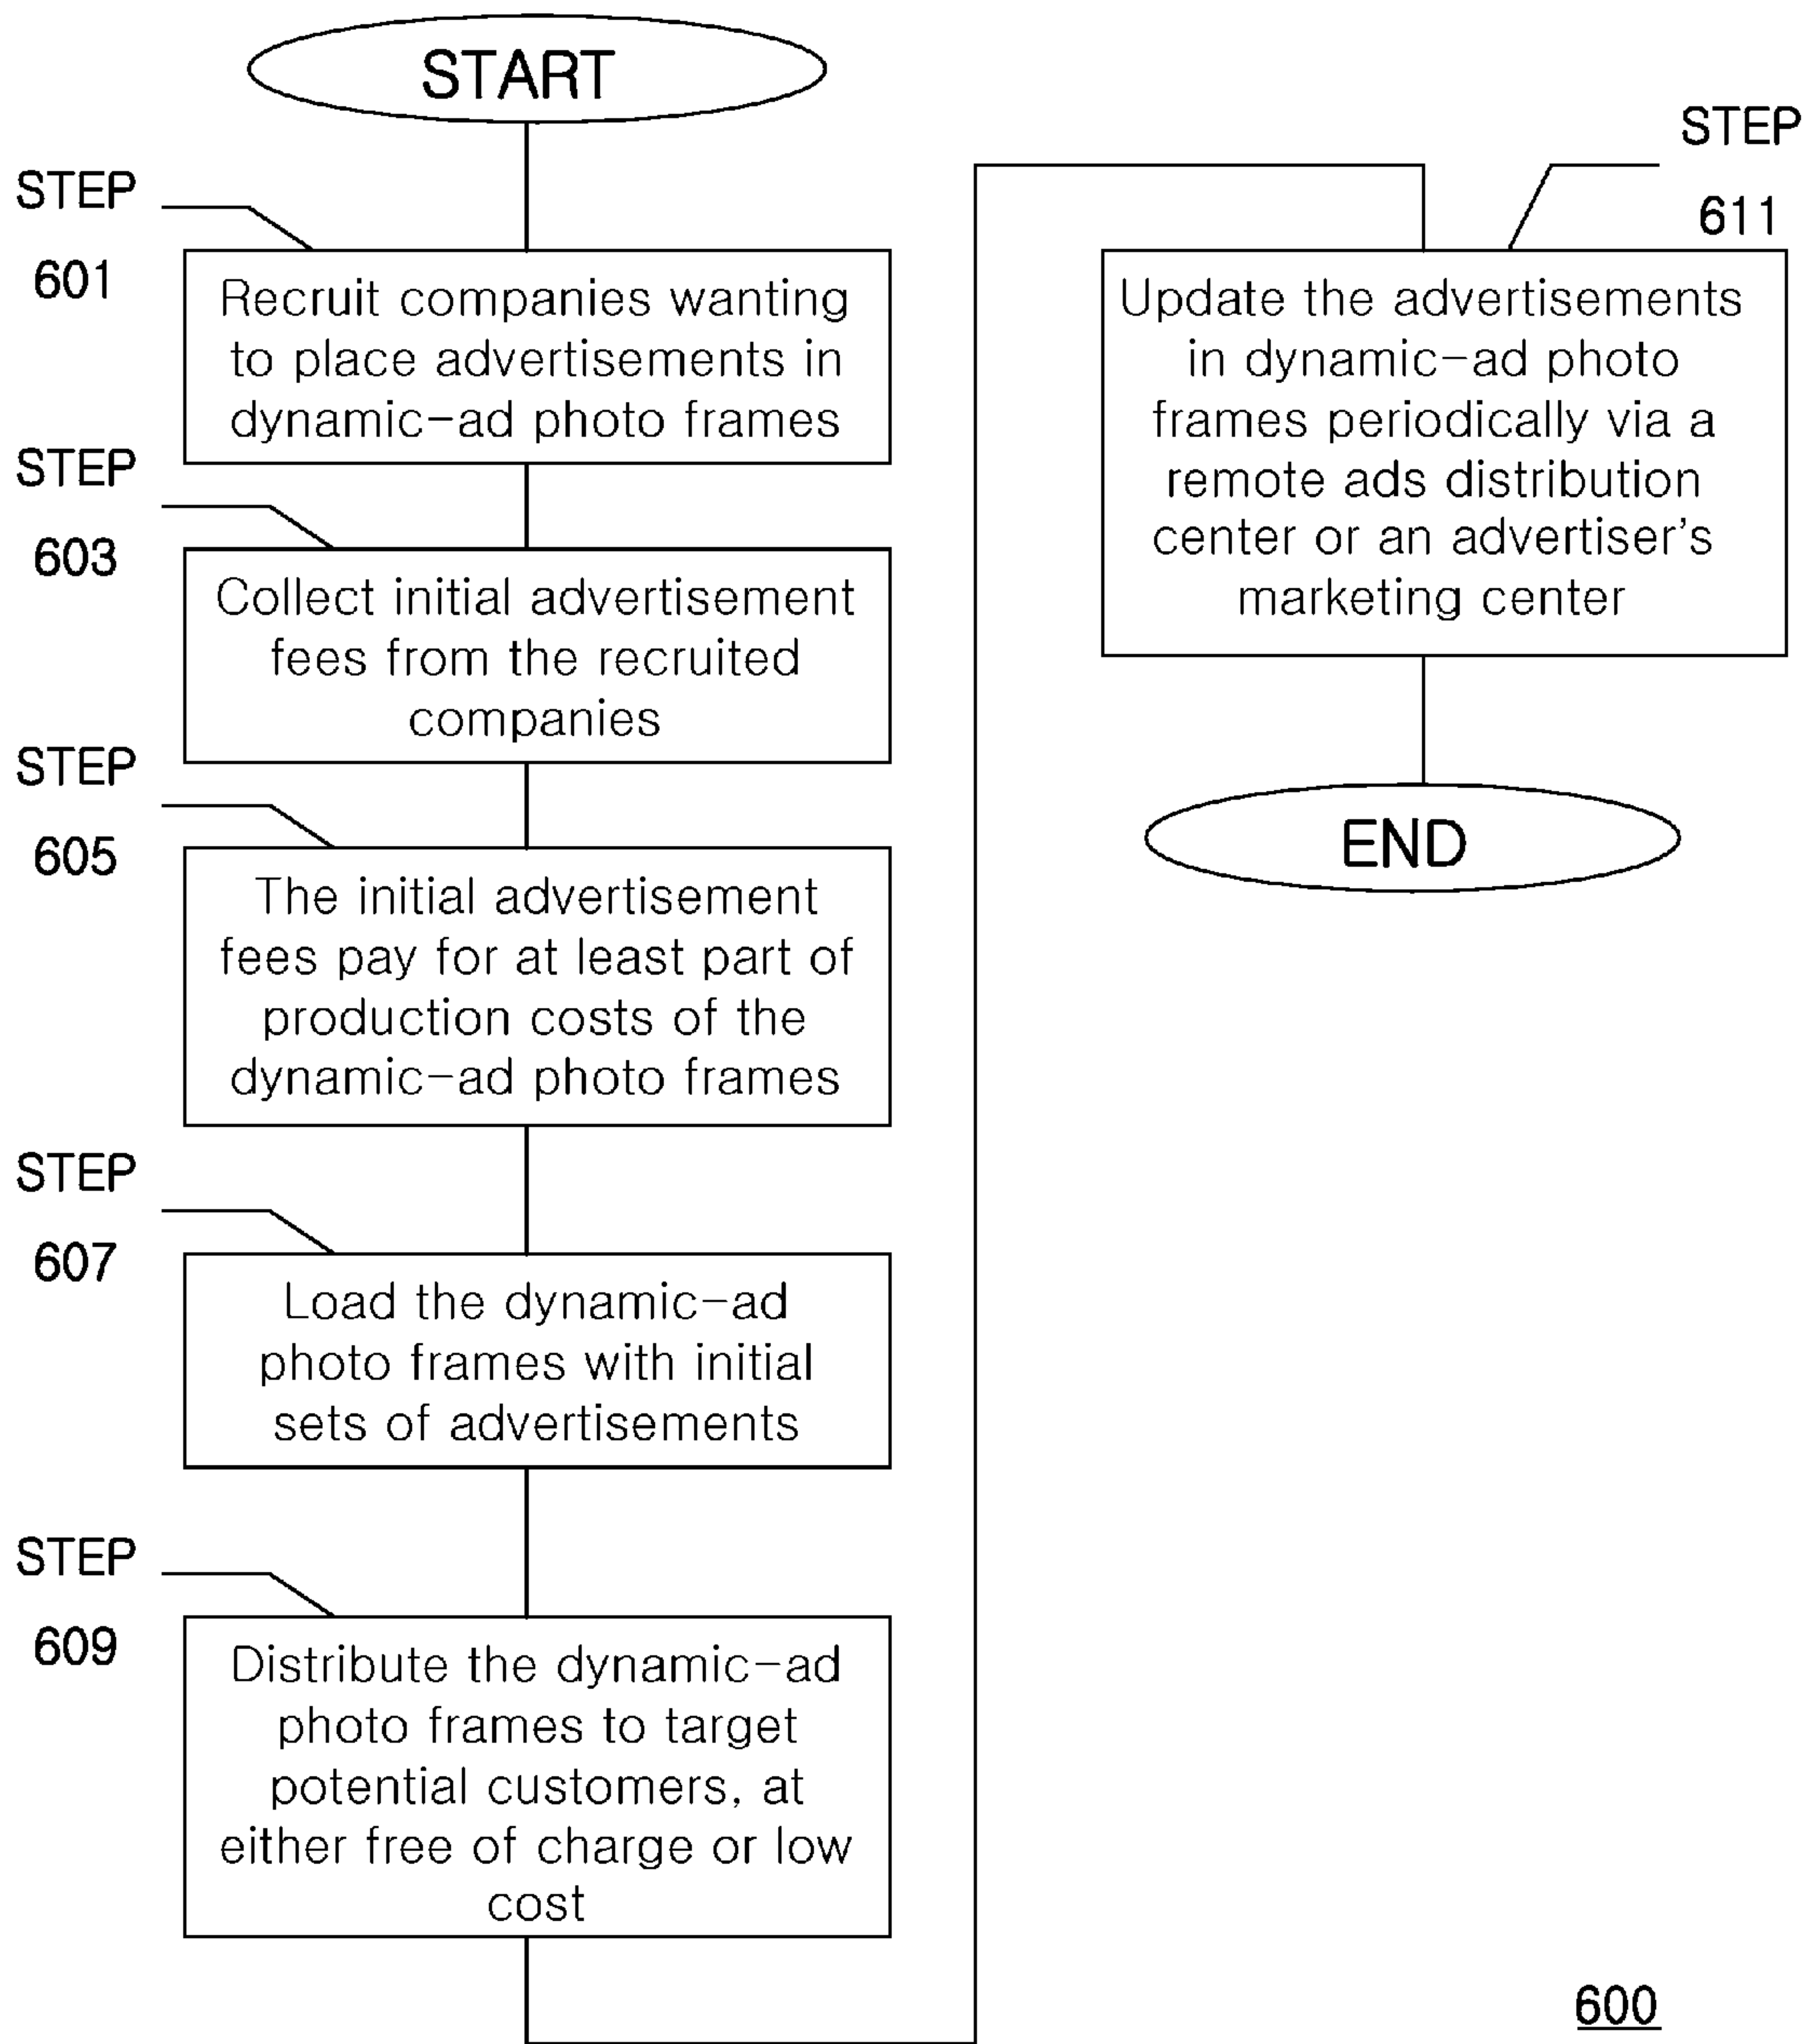 START
STEP
601
Recruit companies wanting
to place advertisements in
dynamic-ad photo frames
STEP
603
Collect initial advertisement
fees from the recruited
companies
STEP
605
The initial advertisement
fees pay for at least part of
production costs of the
dynamic-ad photo frames
STEP
607
Load the dynamic-ad
photo frames with initial
sets of advertisements
STEP
609
Distribute the dynamic-ad
photo frames to target
potential customers, at
either free of charge or low
cost
STEP
611
Update the advertisements
in dynamic-ad photo
frames periodically via a
remote ads distribution
center or an advertiser's
marketing center
END
600